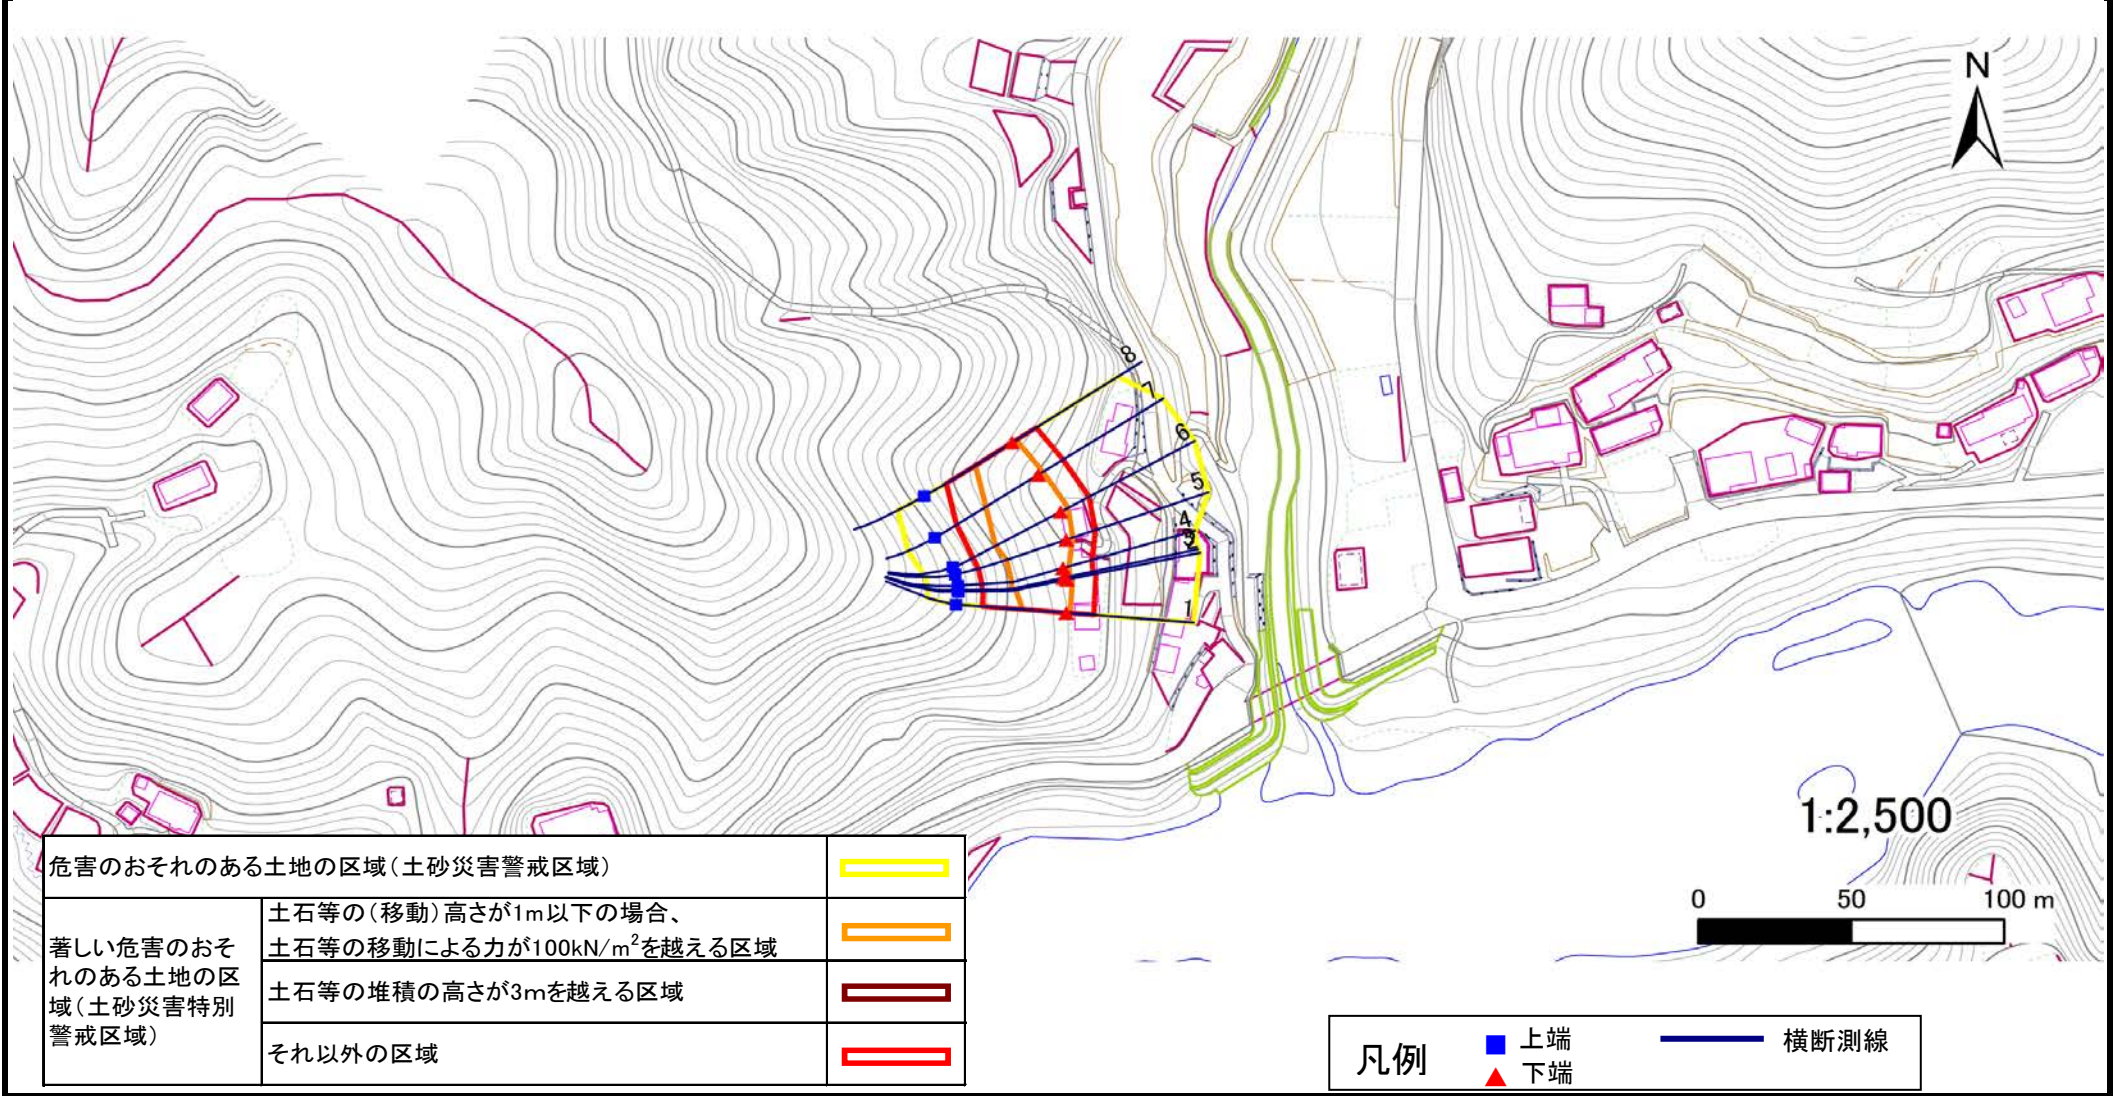 N
8
7
6
5
4
3
1
1:2,500
0 50 100 m
危害のおそれのある土地の区域(土砂災害警戒区域)
著しい危害のおそ
れのある土地の区
域(土砂災害特別
警戒区域)
土石等の(移動)高さが1m以下の場合、
土石等の移動による力が100kN/m²を越える区域
土石等の堆積の高さが3mを越える区域
それ以外の区域
凡例
上端
下端
横断測線